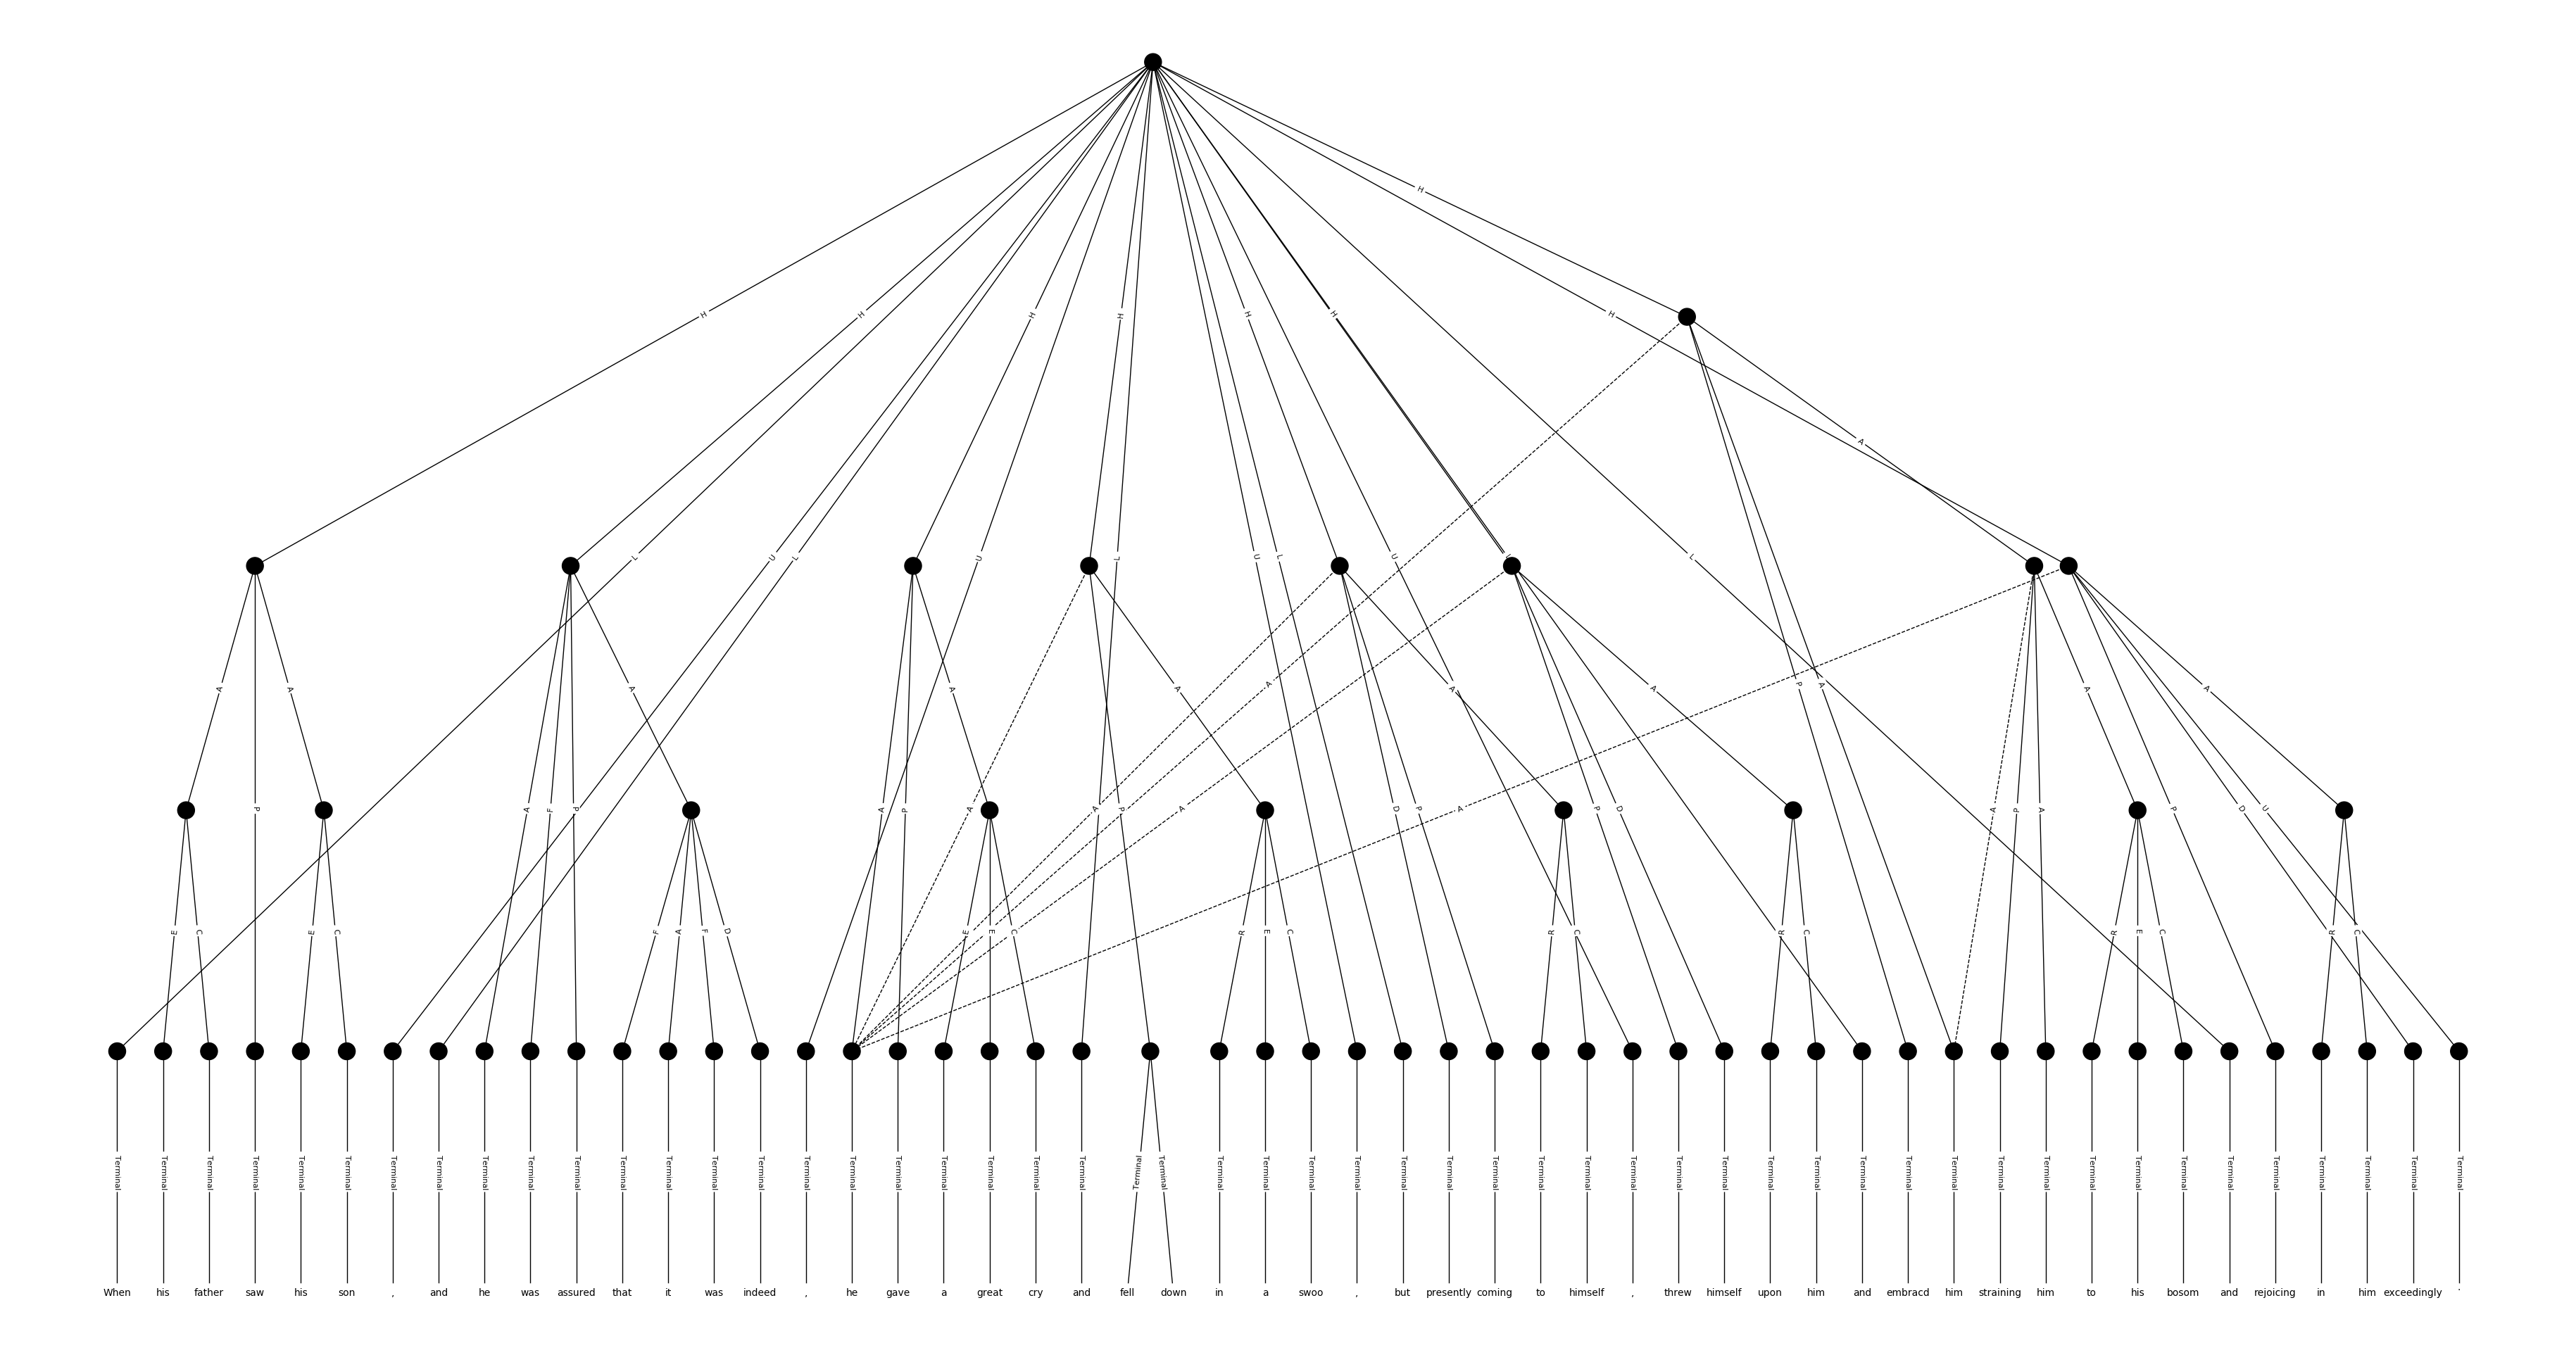 H
H H H H H H H
A
L U L U L U L U U L
A A A A A A A P A A A
P A F P A P A P A A D P A P D A P A A P D U
E C E C F A F D E E C R E C R C R C R E C R C
Terminal Terminal Terminal Terminal Terminal Terminal Terminal Terminal Terminal Terminal Terminal Terminal Terminal Terminal Terminal Terminal Terminal Terminal Terminal Terminal Terminal Terminal Terminal Terminal Terminal Terminal Terminal Terminal Terminal Terminal Terminal Terminal Terminal Terminal Terminal Terminal Terminal Terminal Terminal Terminal Terminal Terminal Terminal Terminal Terminal Terminal Terminal Terminal Terminal Terminal Terminal Terminal
When his father saw his son , and he was assured that it was indeed , he gave a great cry and fell down in a swoo , but presently coming to himself , threw himself upon him and embracd him straining him to his bosom and rejoicing in him exceedingly .